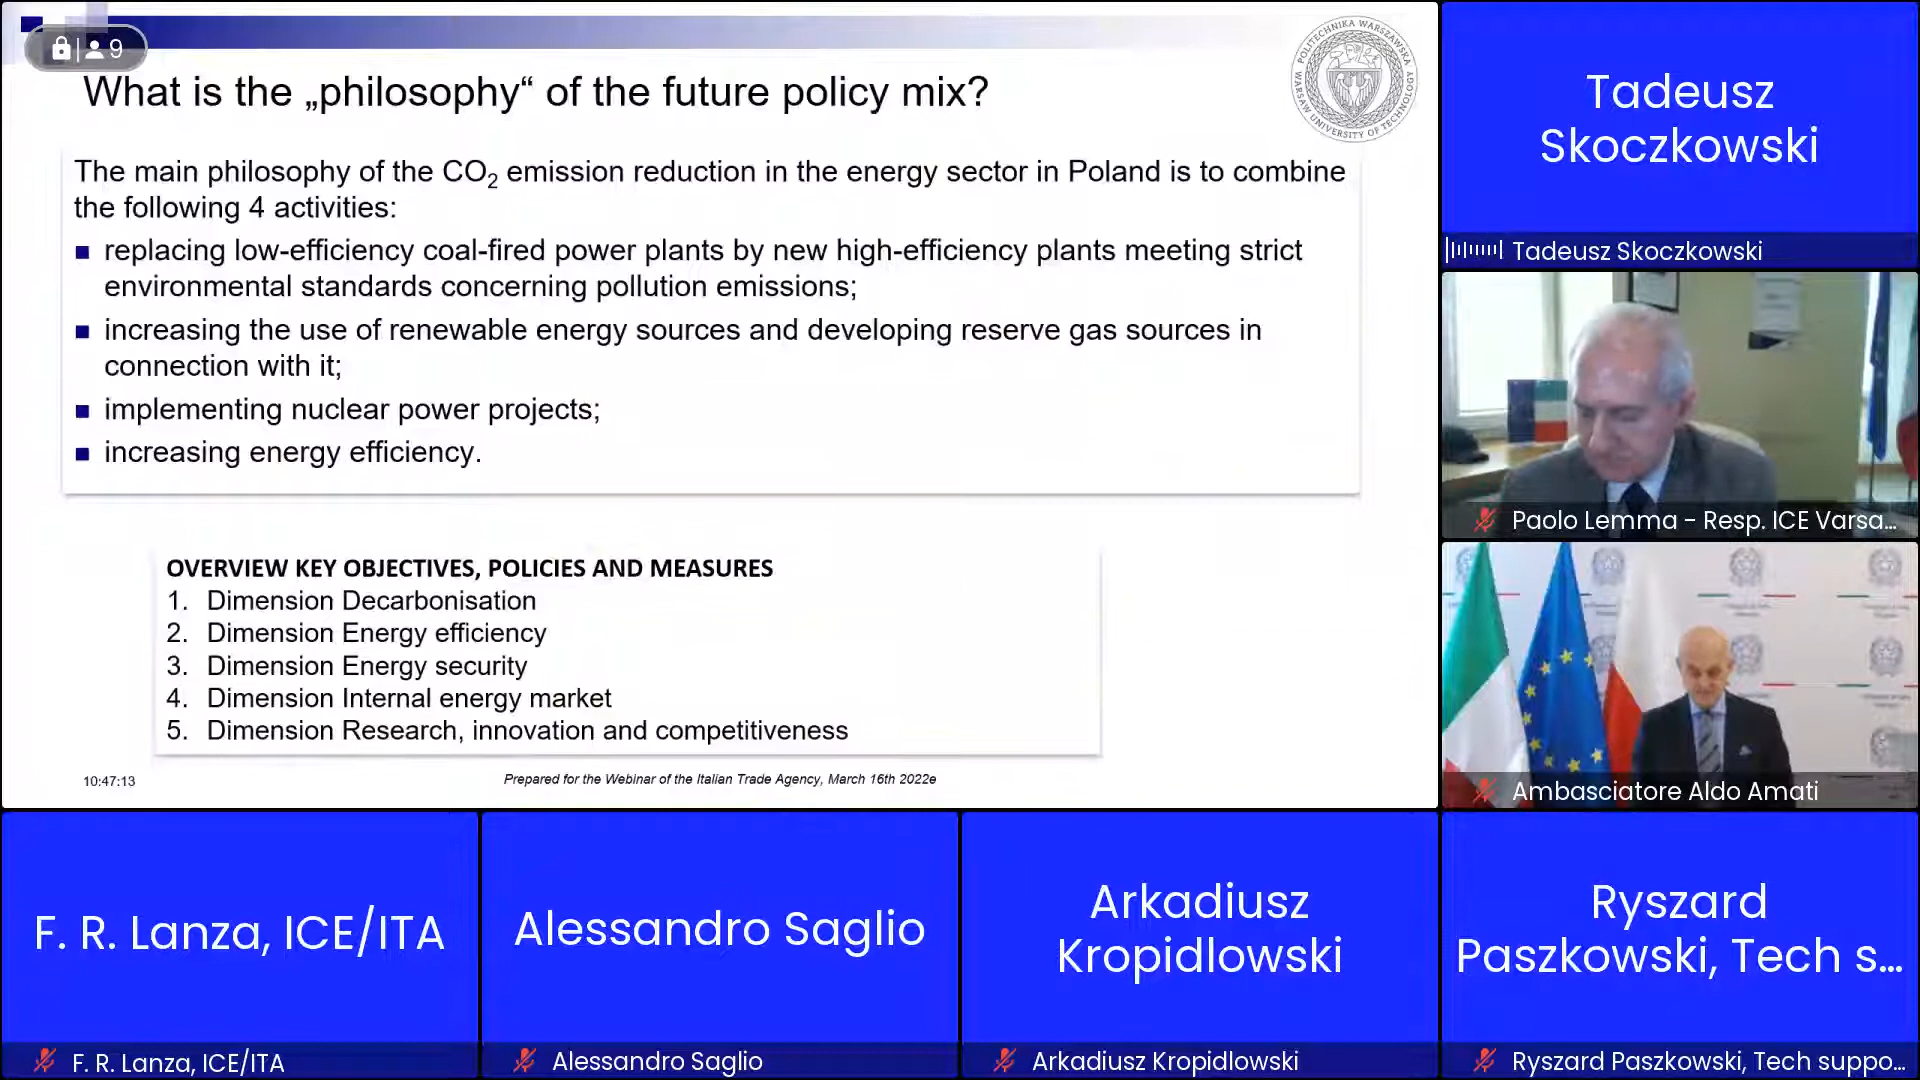 9
What is the „philosophy“ of the future policy mix?
POLITECHNIKA WARSZAWSKA
WARSAW UNIVERSITY OF TECHNOLOGY
The main philosophy of the CO₂ emission reduction in the energy sector in Poland is to combine
the following 4 activities:
replacing low-efficiency coal-fired power plants by new high-efficiency plants meeting strict
environmental standards concerning pollution emissions;
increasing the use of renewable energy sources and developing reserve gas sources in
connection with it;
implementing nuclear power projects;
increasing energy efficiency.
OVERVIEW KEY OBJECTIVES, POLICIES AND MEASURES
1. Dimension Decarbonisation
2. Dimension Energy efficiency
3. Dimension Energy security
4. Dimension Internal energy market
5. Dimension Research, innovation and competitiveness
10:47:13
Prepared for the Webinar of the Italian Trade Agency, March 16th 2022e
Tadeusz
Skoczkowski
Tadeusz Skoczkowski
Paolo Lemma - Resp. ICE Varsa...
Ambasciatore Aldo Amati
F. R. Lanza, ICE/ITA
F. R. Lanza, ICE/ITA
Alessandro Saglio
Alessandro Saglio
Arkadiusz
Kropidlowski
Arkadiusz Kropidlowski
Ryszard
Paszkowski, Tech s...
Ryszard Paszkowski, Tech suppo...